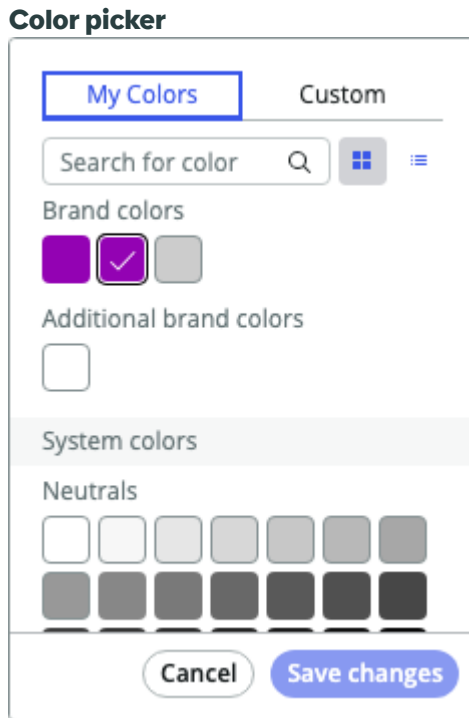 Color picker
My Colors Custom
Search for color
Brand colors
Additional brand colors
System colors
Neutrals
Cancel Save changes